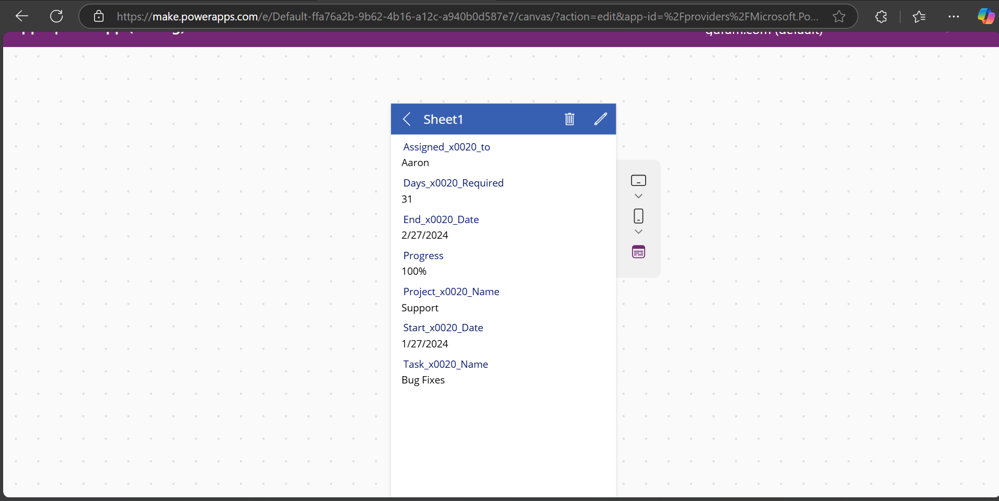 https://make.powerapps.com/e/Default-ffa76a2b-9b62-4b16-a12c-a940b0d587e7/canvas/?action=edit&app-id=%2Fproviders%2FMicrosoft.Po...
(default)
Sheet1
Assigned_x0020_to
Aaron
Days_x0020_Required
31
End_x0020_Date
2/27/2024
Progress
100%
Project_x0020_Name
Support
Start_x0020_Date
1/27/2024
Task_x0020_Name
Bug Fixes